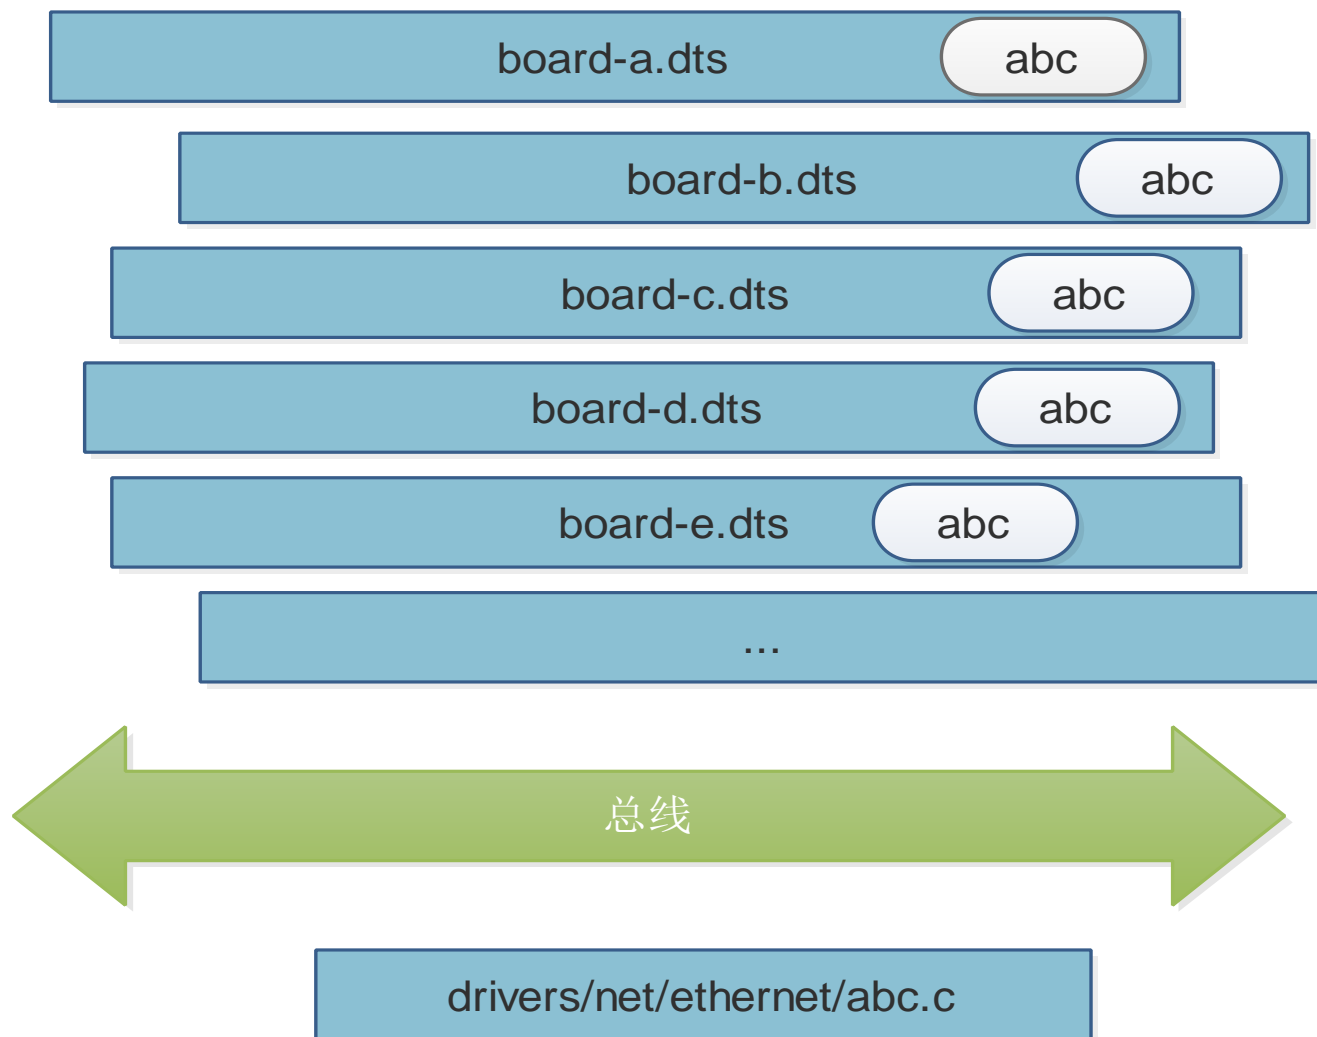 board-a.dts abc
board-b.dts abc
board-c.dts abc
board-d.dts abc
board-e.dts abc
...
总线
drivers/net/ethernet/abc.c